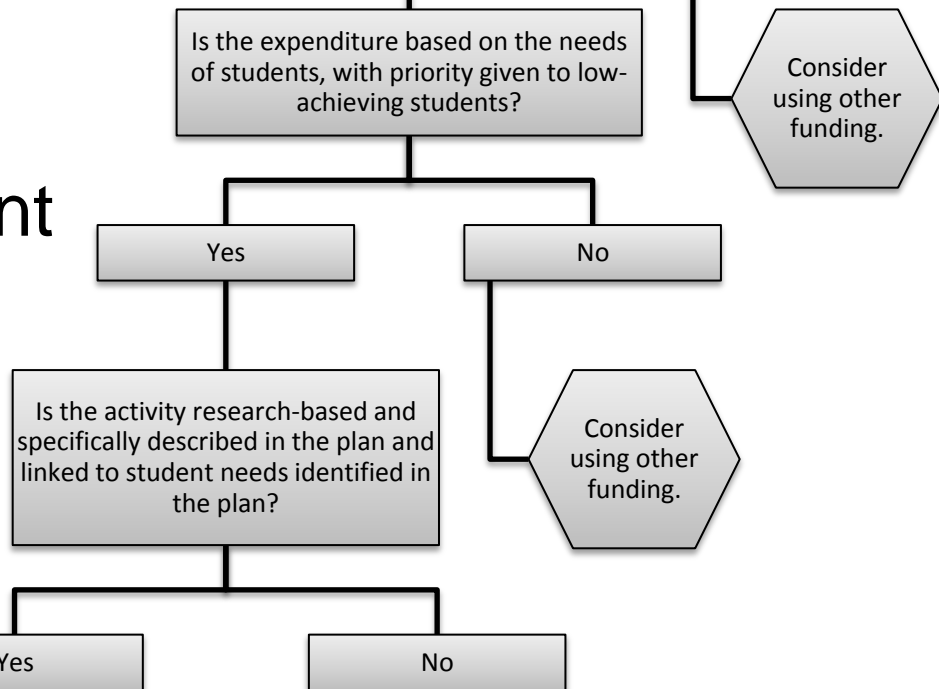 Is the expenditure based on the needs
of students, with priority given to low-
achieving students?
Consider
using other
funding.
nt
Yes
No
Is the activity research-based and
specifically described in the plan and
linked to student needs identified in
the plan?
Consider
using other
funding.
Yes
No